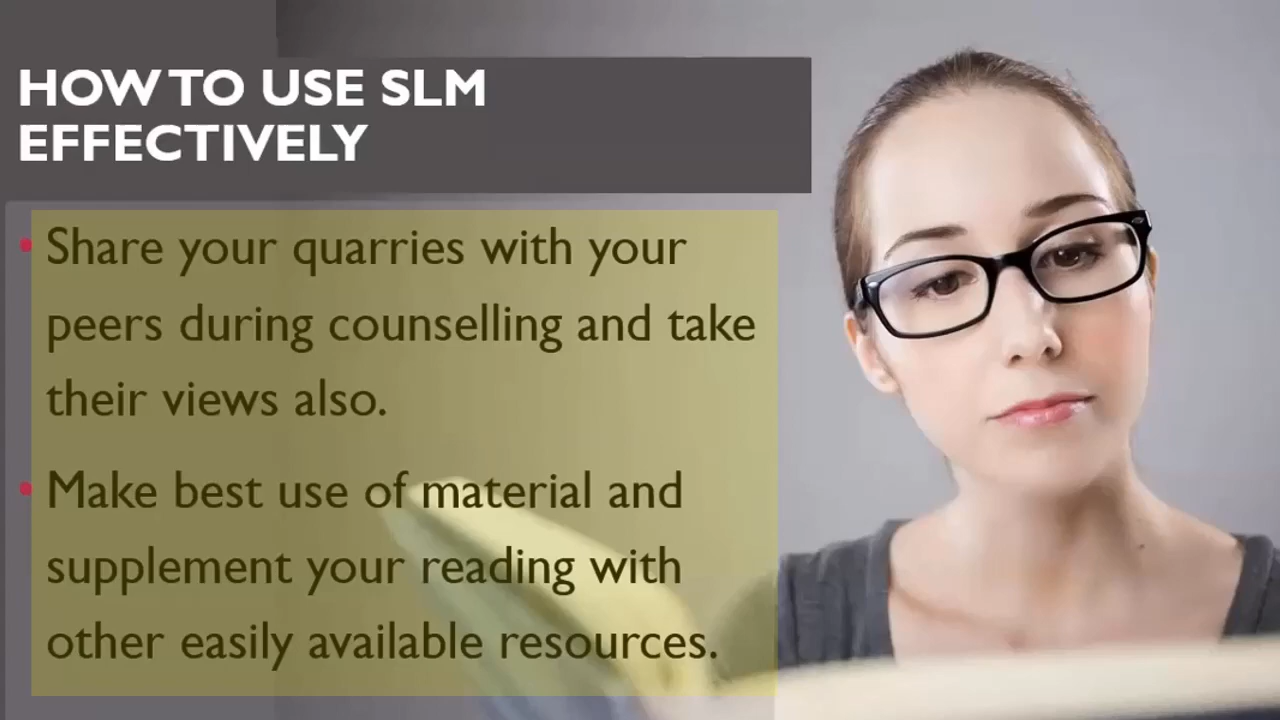 HOW TO USE SLM
EFFECTIVELY
• Share your quarries with your
peers during counselling and take
their views also.
• Make best use of material and
supplement your reading with
other easily available resources.